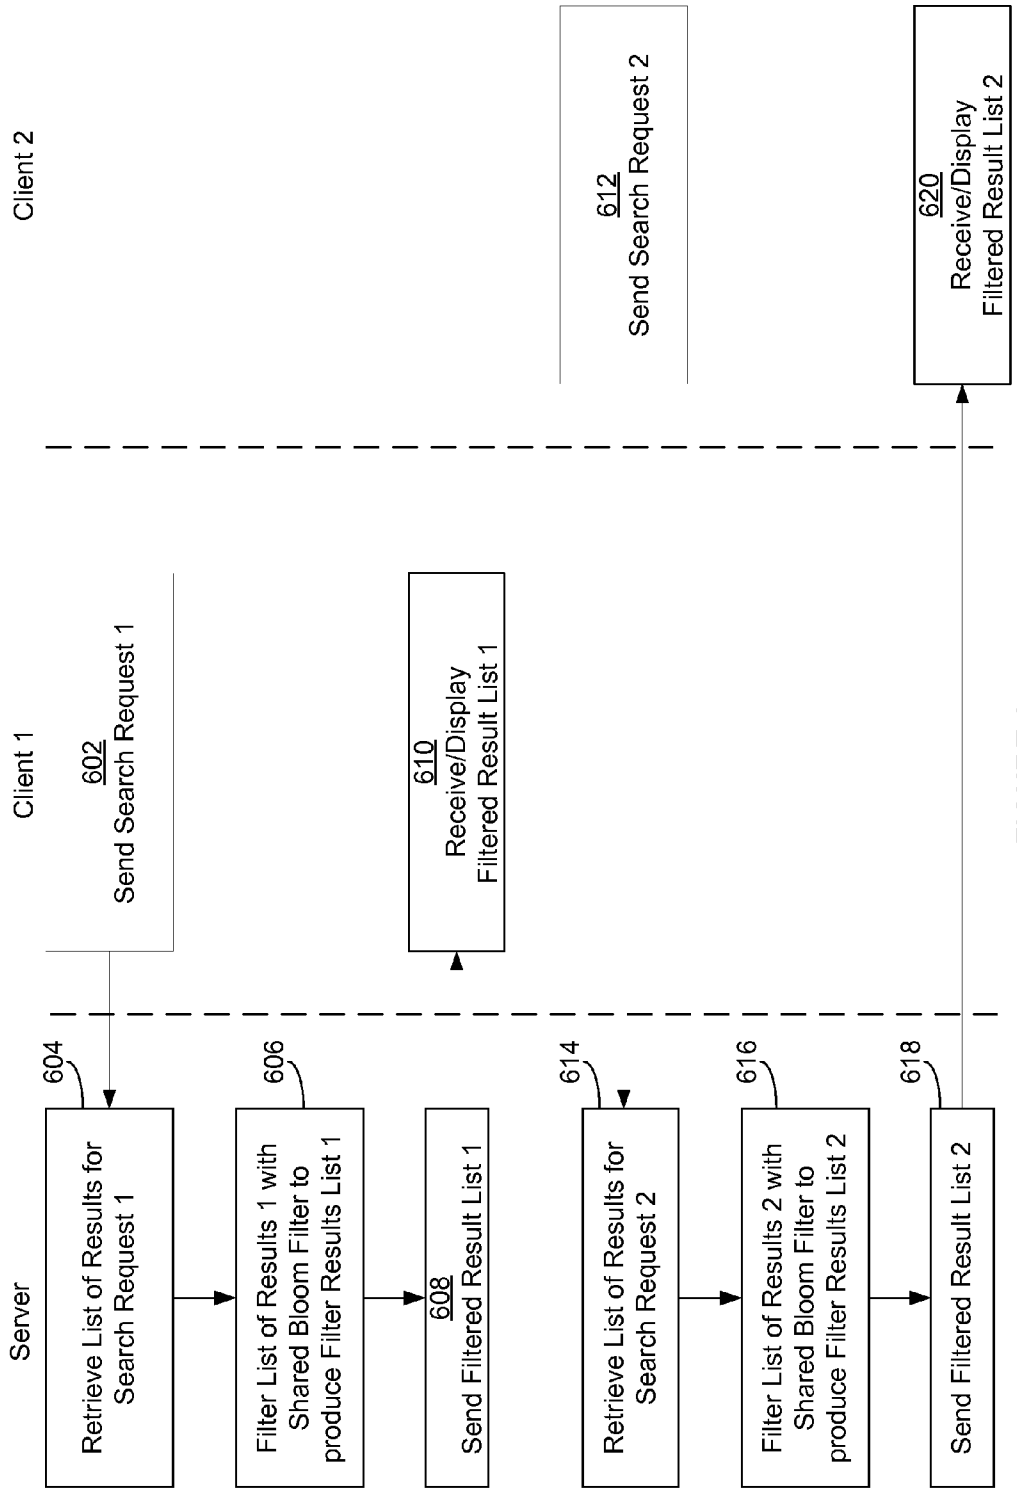 Server
Client 1
Client 2
602
Send Search Request 1
604
Retrieve List of Results for
Search Request 1
606
Filter List of Results 1 with
Shared Bloom Filter to
produce Filter Results List 1
608
Send Filtered Result List 1
610
Receive/Display
Filtered Result List 1
612
Send Search Request 2
614
Retrieve List of Results for
Search Request 2
616
Filter List of Results 2 with
Shared Bloom Filter to
produce Filter Results List 2
618
Send Filtered Result List 2
620
Receive/Display
Filtered Result List 2